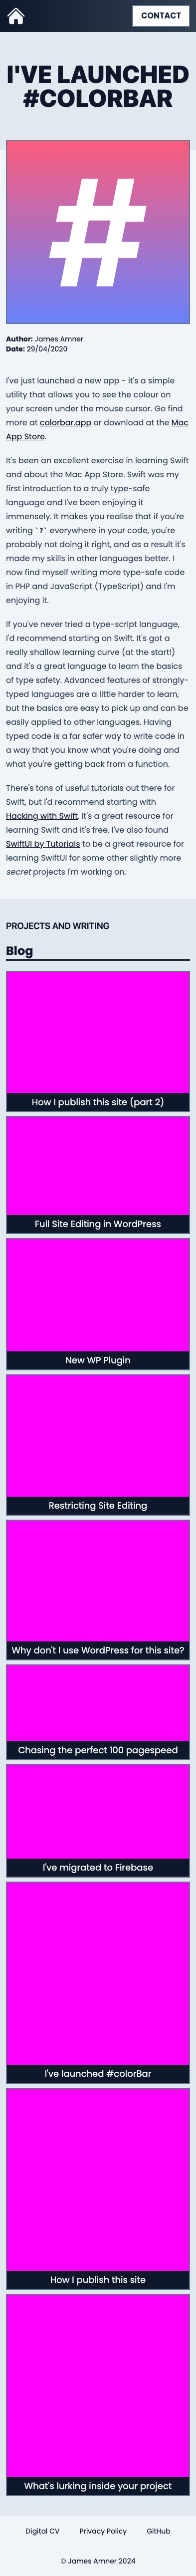 CONTACT
I'VE LAUNCHED
#COLORBAR
#
Author: James Amner
Date: 29/04/2020
I've just launched a new app - it's a simple
utility that allows you to see the colour on
your screen under the mouse cursor. Go find
more at colorbar.app or download at the Mac
App Store.
It's been an excellent exercise in learning Swift
and about the Mac App Store. Swift was my
first introduction to a truly type-safe
language and I've been enjoying it
immensely. It makes you realise that if you're
writing `?` everywhere in your code, you're
probably not doing it right, and as a result it's
made my skills in other languages better. I
now find myself writing more type-safe code
in PHP and JavaScript (TypeScript) and I'm
enjoying it.
If you've never tried a type-script language,
I'd recommend starting on Swift. It's got a
really shallow learning curve (at the start!)
and it's a great language to learn the basics
of type safety. Advanced features of strongly-
typed languages are a little harder to learn,
but the basics are easy to pick up and can be
easily applied to other languages. Having
typed code is a far safer way to write code in
a way that you know what you're doing and
what you're getting back from a function.
There's tons of useful tutorials out there for
Swift, but I'd recommend starting with
Hacking with Swift. It's a great resource for
learning Swift and it's free. I've also found
SwiftUI by Tutorials to be a great resource for
learning SwiftUI for some other slightly more
secret projects I'm working on.
PROJECTS AND WRITING
Blog
How I publish this site (part 2)
Full Site Editing in WordPress
New WP Plugin
Restricting Site Editing
Why don't I use WordPress for this site?
Chasing the perfect 100 pagespeed
I've migrated to Firebase
I've launched #colorBar
How I publish this site
What's lurking inside your project
Digital CV Privacy Policy GitHub
© James Amner 2024